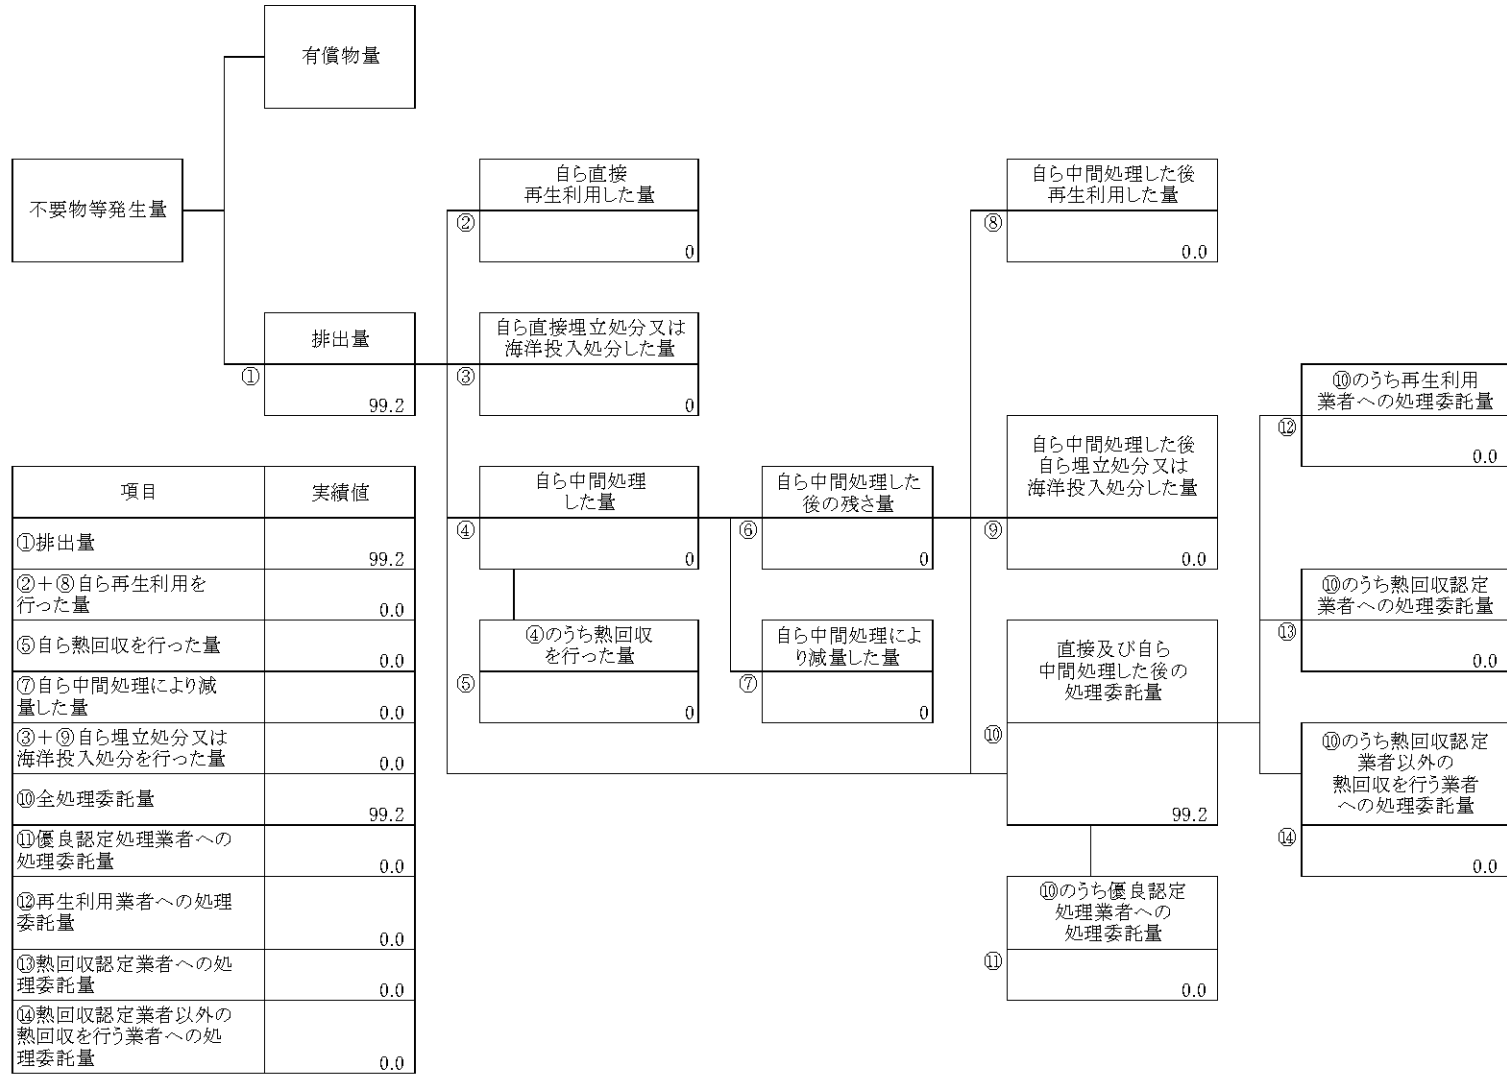 有償物量
不要物等発生量
自ら直接
再生利用した量
②
0
自ら中間処理した後
再生利用した量
⑧
0.0
排出量
①
99.2
自ら直接埋立処分又は
海洋投入処分した量
③
0
⑩のうち再生利用
業者への処理委託量
⑫
0.0
自ら中間処理
した量
④
0
自ら中間処理した
後の残さ量
⑥
0
自ら中間処理した後
自ら埋立処分又は
海洋投入処分した量
⑨
0.0
⑩のうち熱回収認定
業者への処理委託量
⑬
0.0
④のうち熱回収
を行った量
⑤
0
自ら中間処理によ
り減量した量
⑦
0
直接及び自ら
中間処理した後の
処理委託量
⑩
99.2
⑩のうち熱回収認定
業者以外の
熱回収を行う業者
への処理委託量
⑭
0.0
⑩のうち優良認定
処理業者への
処理委託量
⑪
0.0
項目 実績値
①排出量
99.2
②＋⑧自ら再生利用を
行った量 0.0
⑤自ら熱回収を行った量
0.0
⑦自ら中間処理により減
量した量 0.0
③＋⑨自ら埋立処分又は
海洋投入処分を行った量 0.0
⑩全処理委託量
99.2
⑪優良認定処理業者への
処理委託量 0.0
⑫再生利用業者への処理
委託量
0.0
⑬熱回収認定業者への処
理委託量 0.0
⑭熱回収認定業者以外の
熱回収を行う業者への処
理委託量 0.0